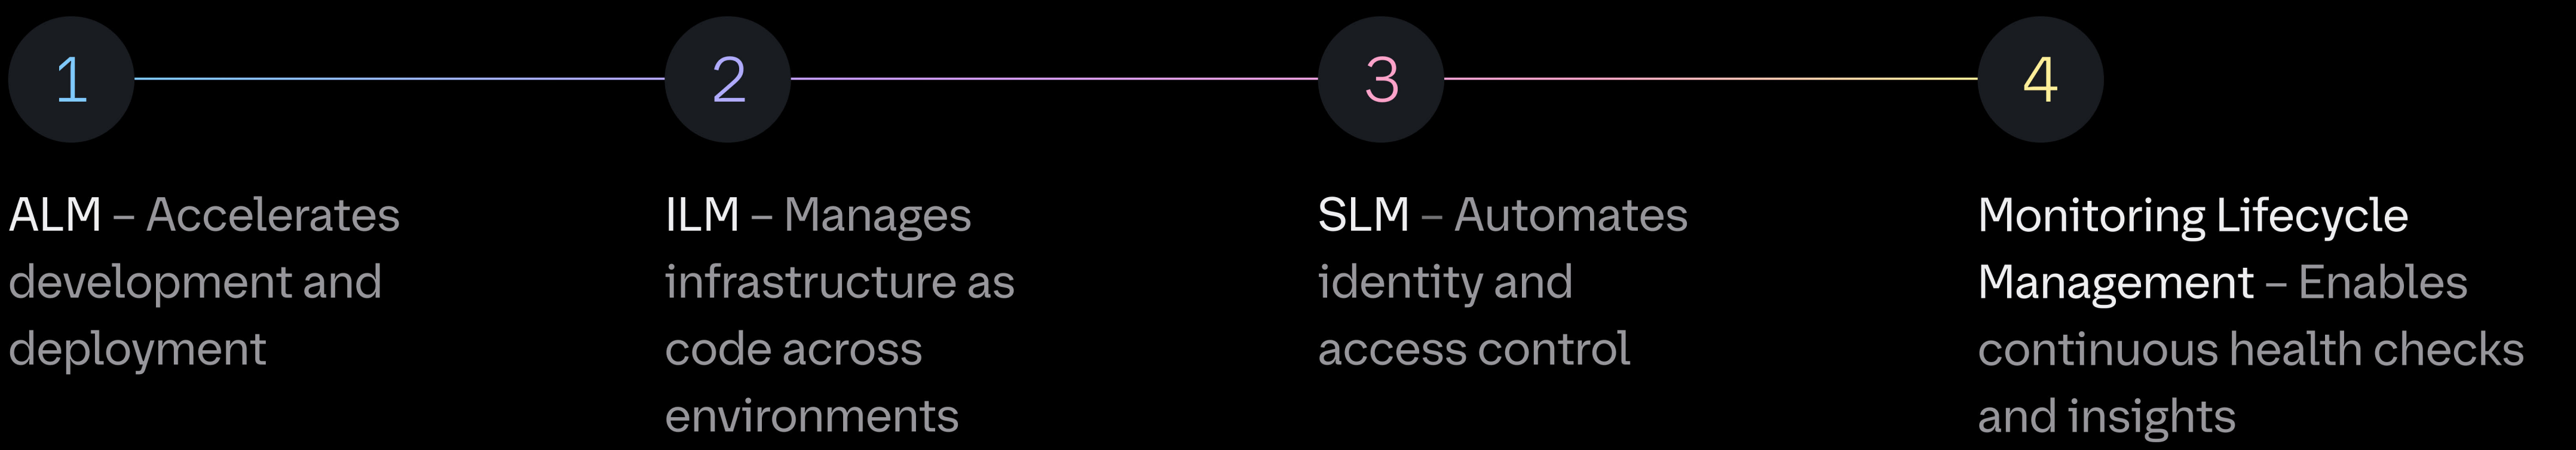 1
2
3
4
ALM – Accelerates
development and
deployment
ILM – Manages
infrastructure as
code across
environments
SLM – Automates
identity and
access control
Monitoring Lifecycle
Management – Enables
continuous health checks
and insights